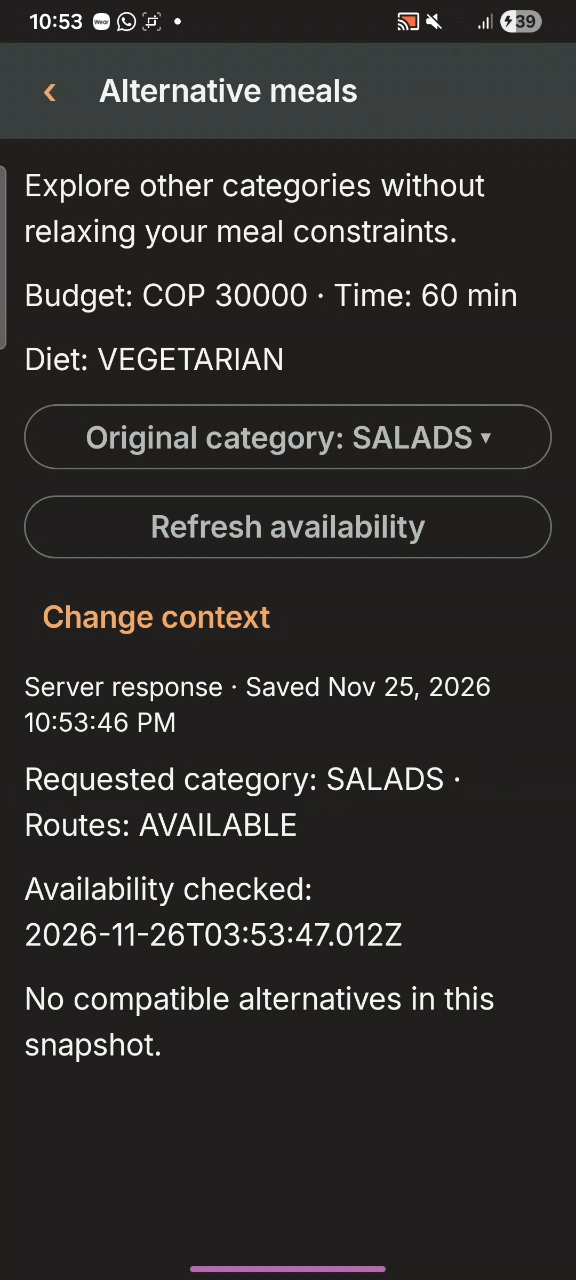 10:53
Wear
39
‹ Alternative meals
Explore other categories without
relaxing your meal constraints.
Budget: COP 30000 · Time: 60 min
Diet: VEGETARIAN
Original category: SALADS ▾
Refresh availability
Change context
Server response · Saved Nov 25, 2026
10:53:46 PM
Requested category: SALADS ·
Routes: AVAILABLE
Availability checked:
2026-11-26T03:53:47.012Z
No compatible alternatives in this
snapshot.